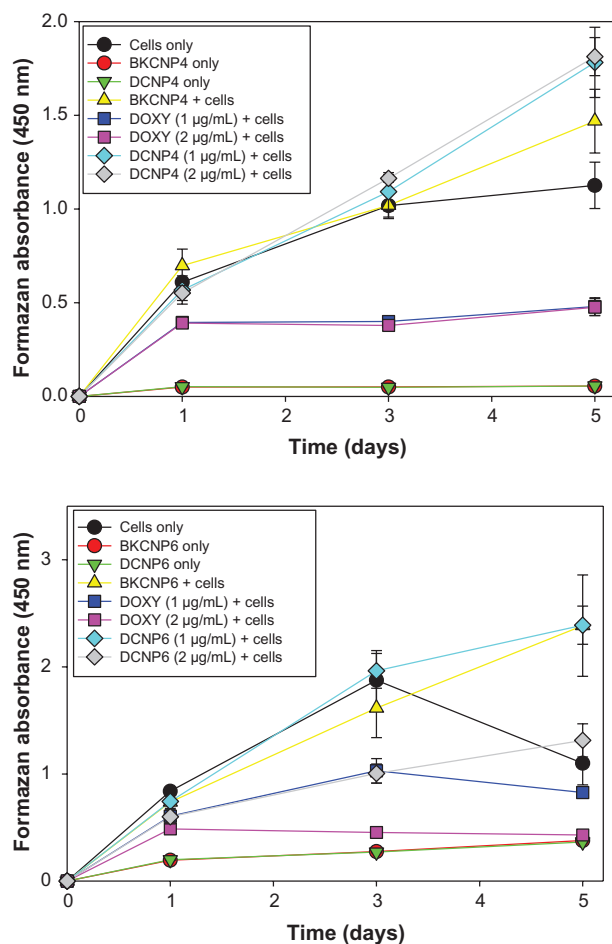 2.0
1.5
1.0
0.5
0.0
Formazan absorbance (450 nm)
Cells only
BKCNP4 only
DCNP4 only
BKCNP4 + cells
DOXY (1 µg/mL) + cells
DOXY (2 µg/mL) + cells
DCNP4 (1 µg/mL) + cells
DCNP4 (2 µg/mL) + cells
0 1 2 3 4 5
Time (days)
3
2
1
0
Formazan absorbance (450 nm)
Cells only
BKCNP6 only
DCNP6 only
BKCNP6 + cells
DOXY (1 µg/mL) + cells
DOXY (2 µg/mL) + cells
DCNP6 (1 µg/mL) + cells
DCNP6 (2 µg/mL) + cells
0 1 2 3 4 5
Time (days)